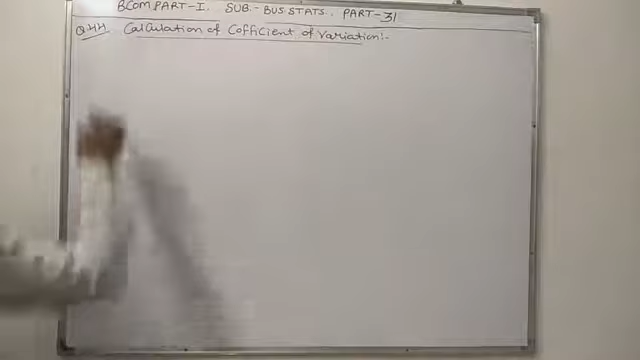 BCOM.PART-I. SUB:- BUS.STATS. PART-31
Q.44 Calculation of Cofficient of Variation:-